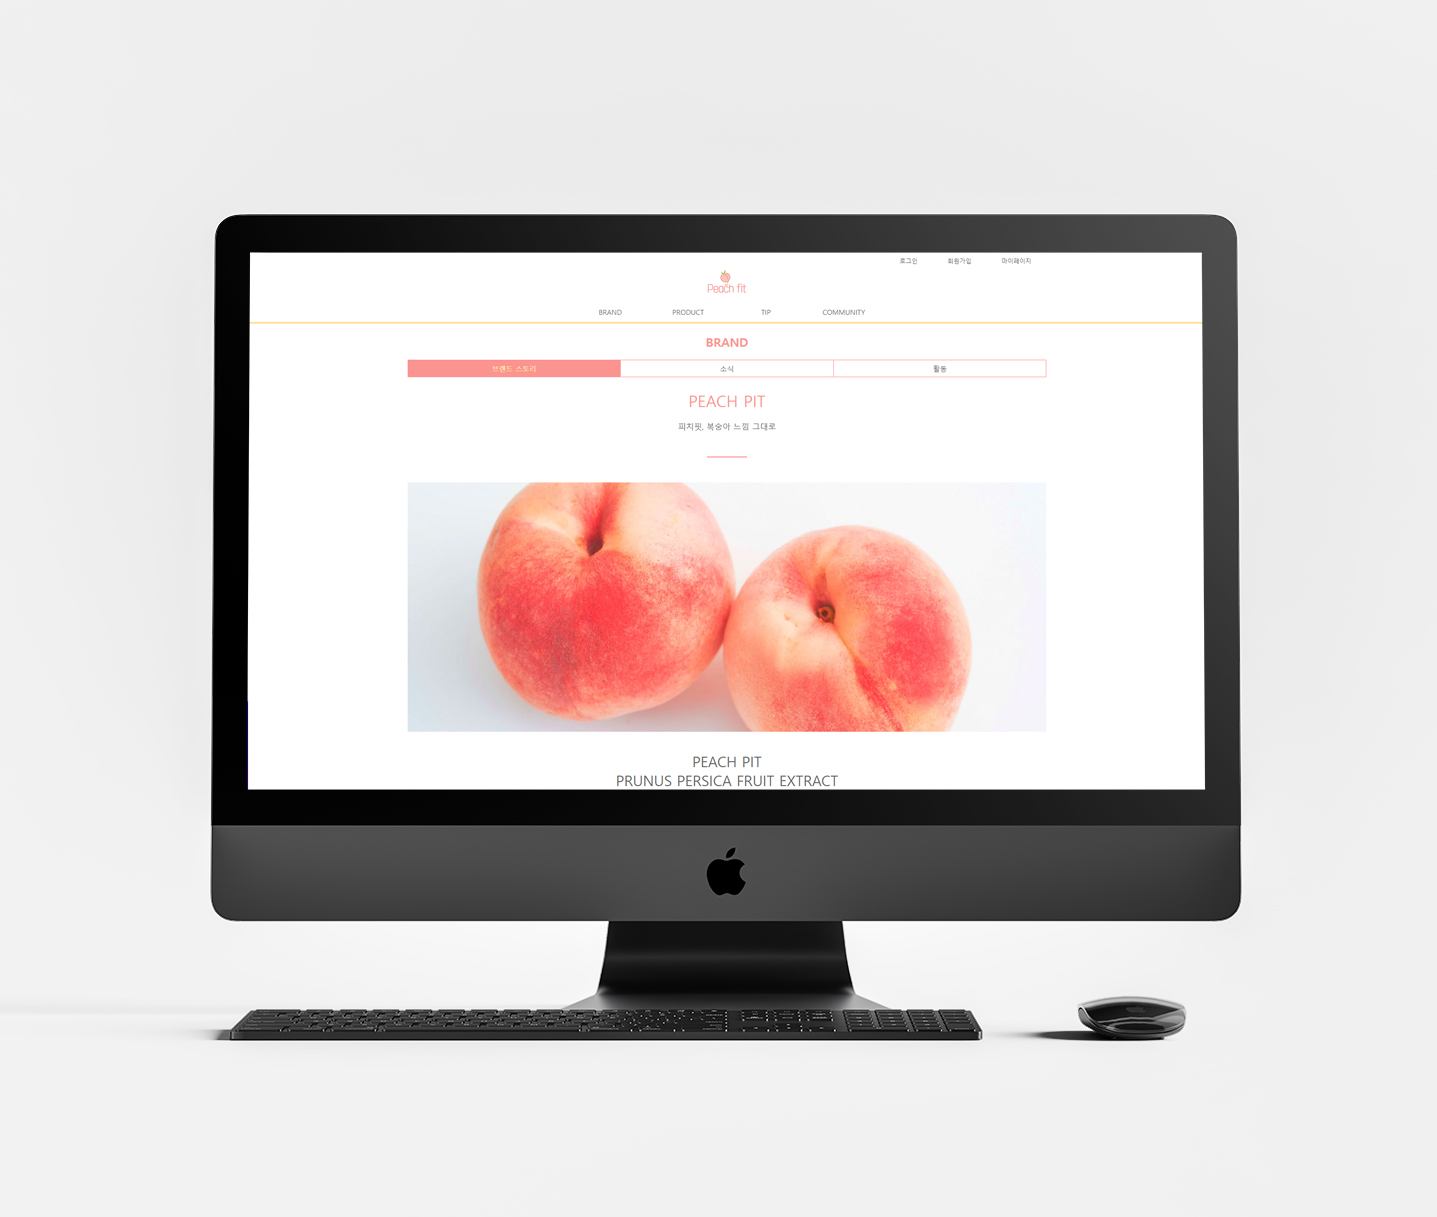 로그인 회원가입 마이페이지
Peach fit
BRAND PRODUCT TIP COMMUNITY
BRAND
브랜드 스토리 소식 활동
PEACH PIT
피치핏, 복숭아 느낌 그대로
PEACH PIT
PRUNUS PERSICA FRUIT EXTRACT